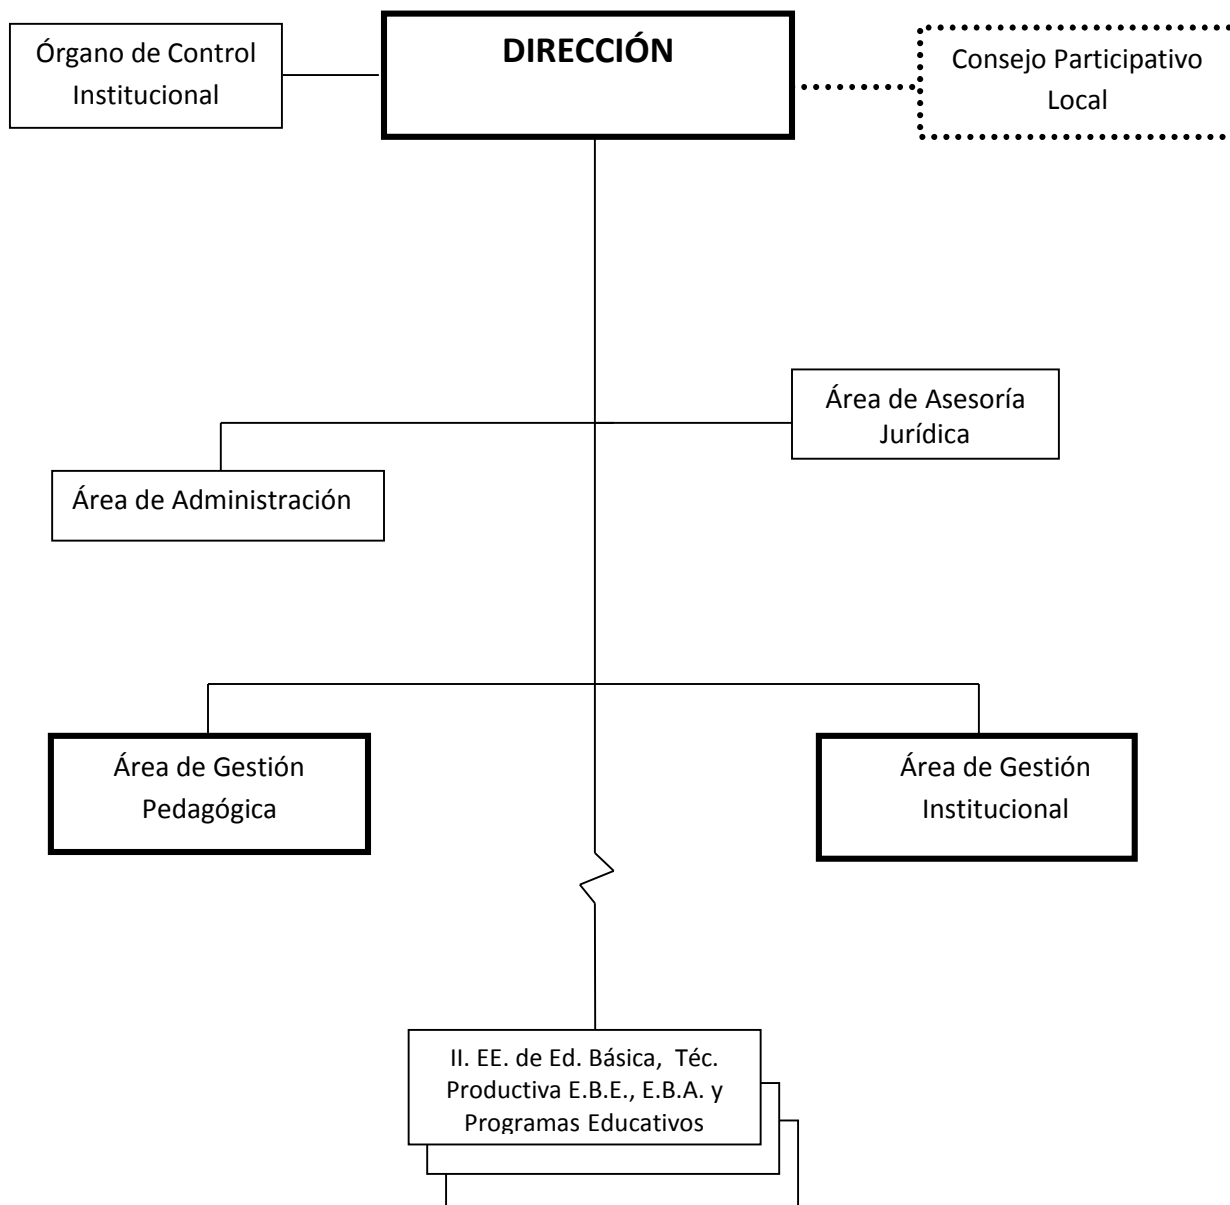 Órgano de Control
Institucional
DIRECCIÓN
Consejo Participativo
Local
Área de Asesoría
Jurídica
Área de Administración
Área de Gestión
Pedagógica
Área de Gestión
Institucional
II. EE. de Ed. Básica,  Téc.
Productiva E.B.E., E.B.A. y
Programas Educativos